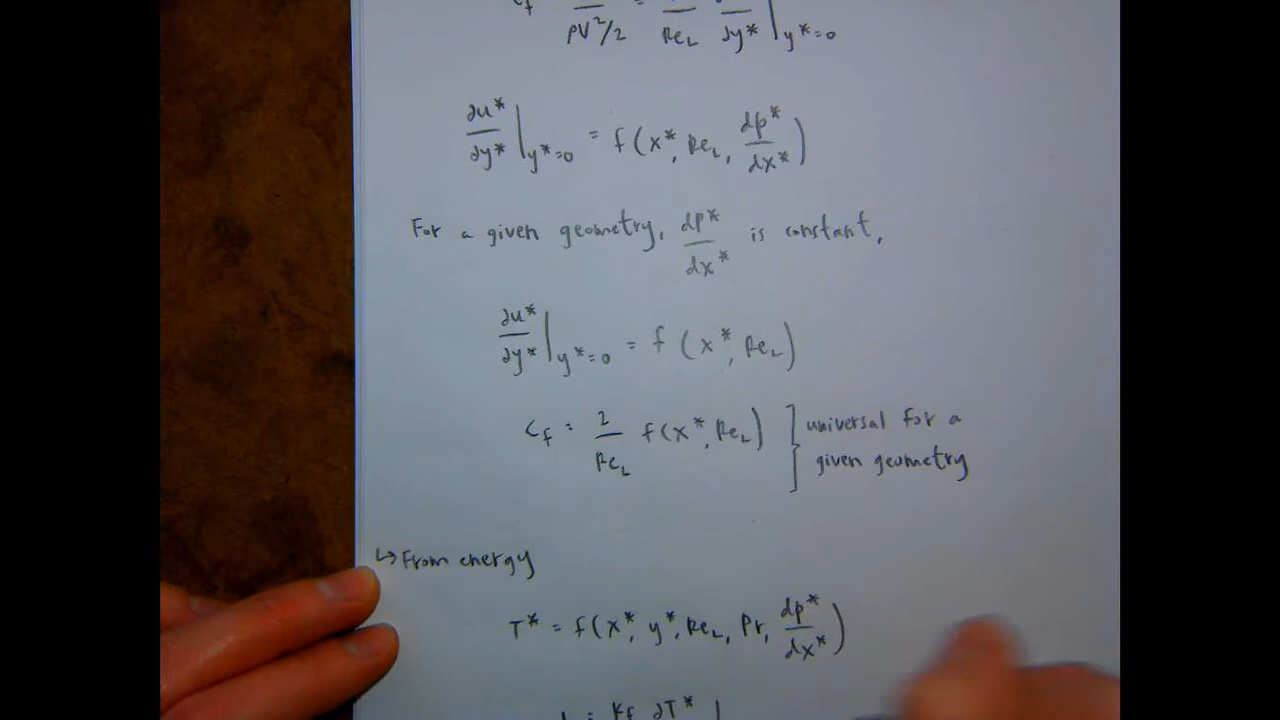 ρV²/2 Re_L ∂y* |y*=0
∂u*/∂y* |y*=0 = f(x*, Re_L, dp*/dx*)
For a given geometry, dp*/dx* is constant,
∂u*/∂y* |y*=0 = f(x*, Re_L)
C_f = 2/Re_L f(x*, Re_L) } universal for a
given geometry
↳ From energy
T* = f(x*, y*, Re_L, Pr, dp*/dx*)
= k_f ∂T* |